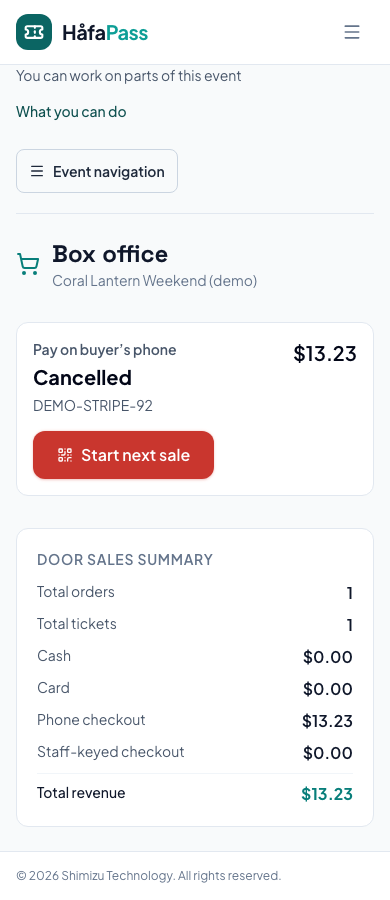 HåfaPass
You can work on parts of this event
What you can do
Event navigation
Box office
Coral Lantern Weekend (demo)
Pay on buyer’s phone
$13.23
Cancelled
DEMO-STRIPE-92
Start next sale
DOOR SALES SUMMARY
Total orders 1
Total tickets 1
Cash $0.00
Card $0.00
Phone checkout $13.23
Staff-keyed checkout $0.00
Total revenue $13.23
© 2026 Shimizu Technology. All rights reserved.